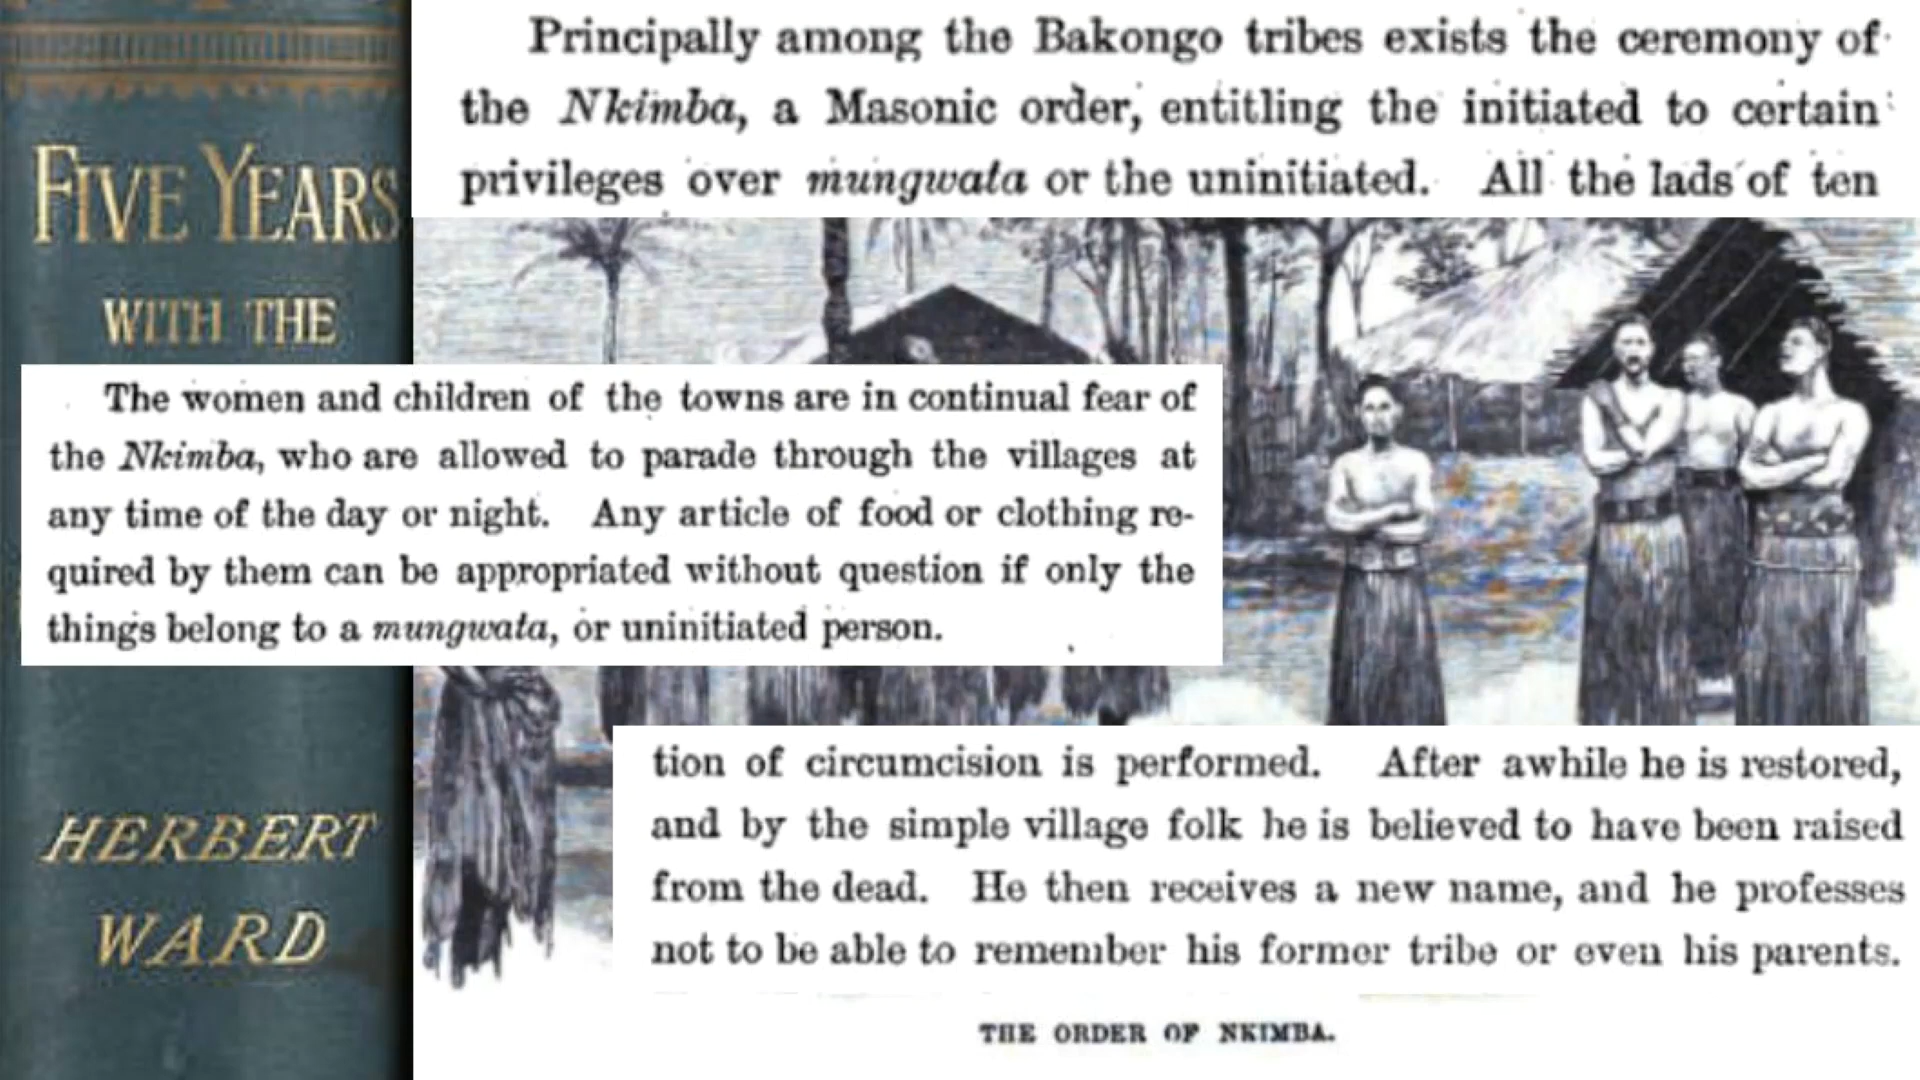 FIVE YEARS
WITH THE
HERBERT
WARD
Principally among the Bakongo tribes exists the ceremony of
the Nkimba, a Masonic order, entitling the initiated to certain
privileges over mungwata or the uninitiated. All the lads of ten
The women and children of the towns are in continual fear of
the Nkimba, who are allowed to parade through the villages at
any time of the day or night. Any article of food or clothing re-
quired by them can be appropriated without question if only the
things belong to a mungwata, or uninitiated person.
tion of circumcision is performed. After awhile he is restored,
and by the simple village folk he is believed to have been raised
from the dead. He then receives a new name, and he professes
not to be able to remember his former tribe or even his parents.
THE ORDER OF NKIMBA.